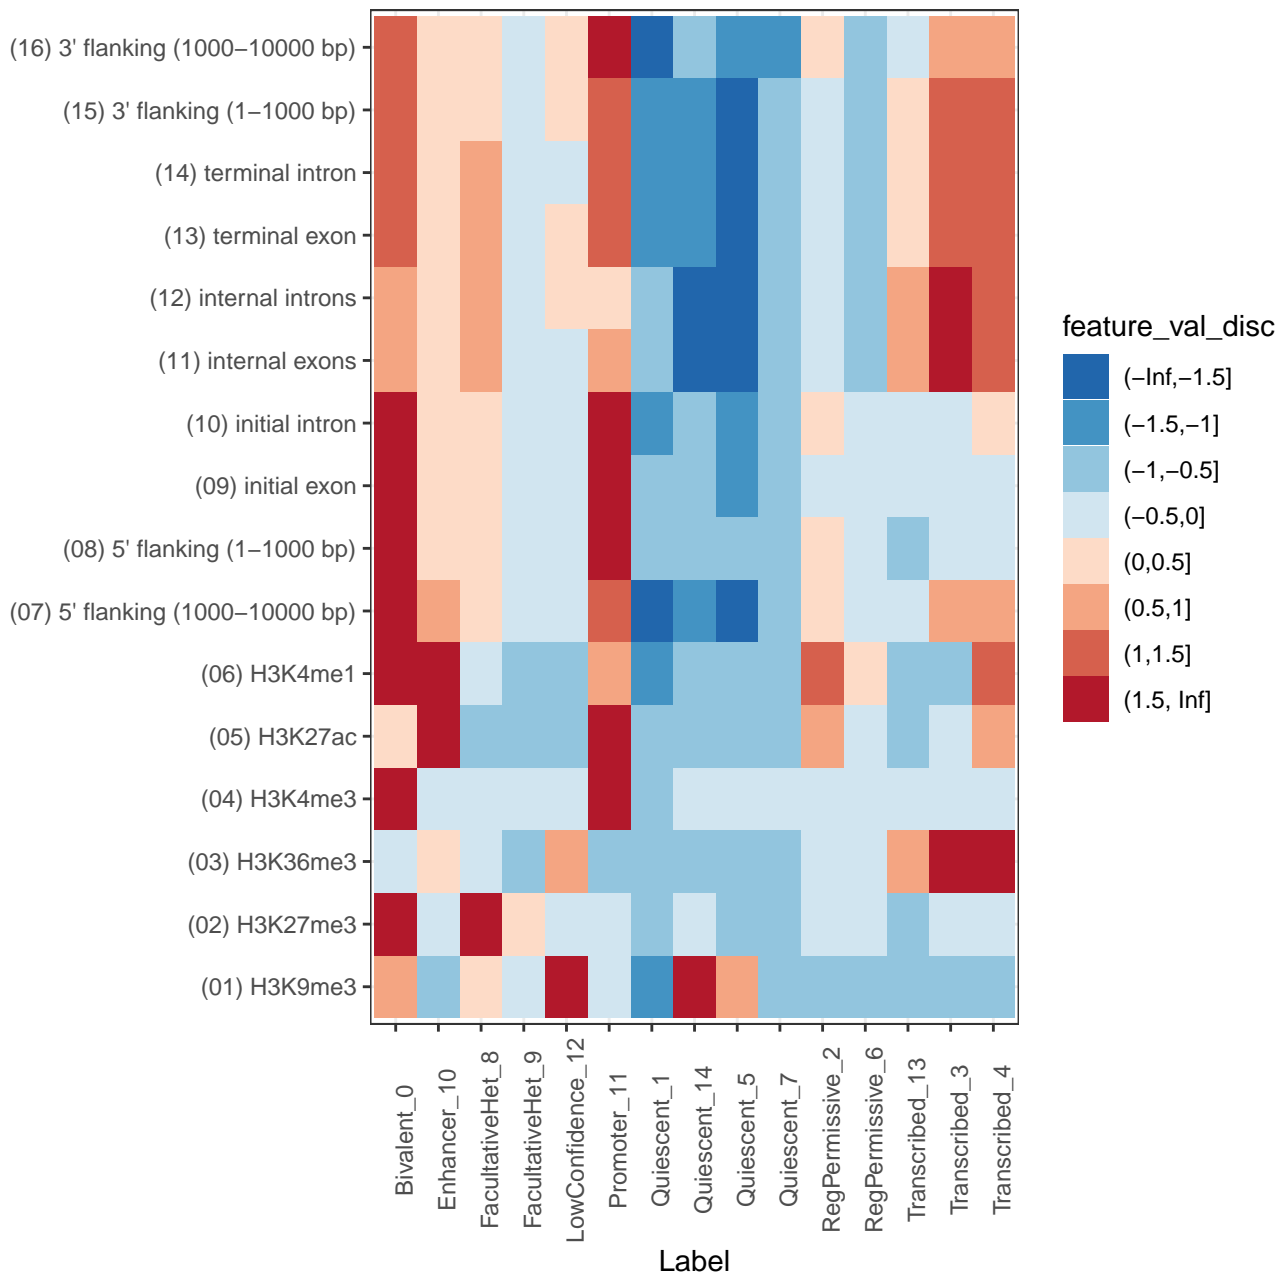 (16) 3' flanking (1000−10000 bp)
(15) 3' flanking (1−1000 bp)
(14) terminal intron
(13) terminal exon
(12) internal introns
(11) internal exons
(10) initial intron
(09) initial exon
(08) 5' flanking (1−1000 bp)
(07) 5' flanking (1000−10000 bp)
(06) H3K4me1
(05) H3K27ac
(04) H3K4me3
(03) H3K36me3
(02) H3K27me3
(01) H3K9me3
Bivalent_0
Enhancer_10
FacultativeHet_8
FacultativeHet_9
LowConfidence_12
Promoter_11
Quiescent_1
Quiescent_14
Quiescent_5
Quiescent_7
RegPermissive_2
RegPermissive_6
Transcribed_13
Transcribed_3
Transcribed_4
Label
feature_val_disc
(−Inf,−1.5]
(−1.5,−1]
(−1,−0.5]
(−0.5,0]
(0,0.5]
(0.5,1]
(1,1.5]
(1.5, Inf]